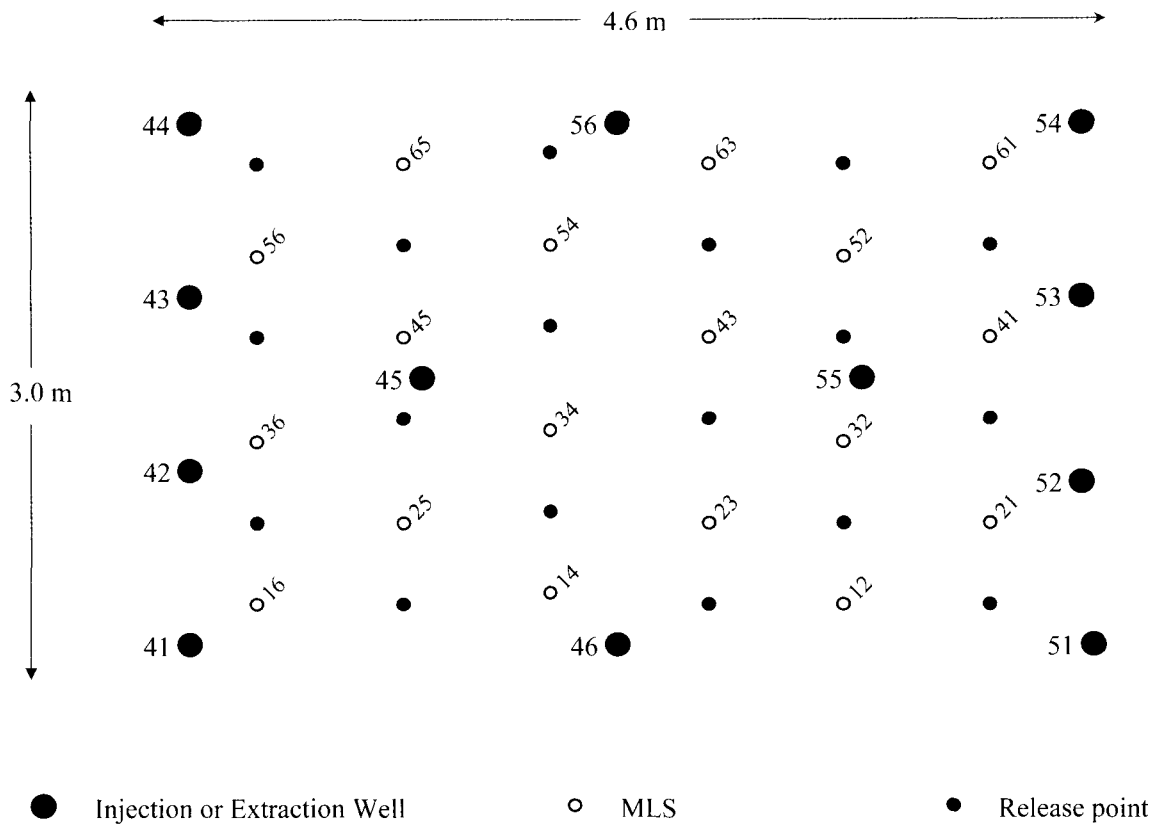 4.6 m
44 56 54
65 63 61
56 54 52
43 53
45 43 41
3.0 m 45 55
36 34 32
42 52
25 23 21
16 14 12
41 46 51
Injection or Extraction Well MLS Release point